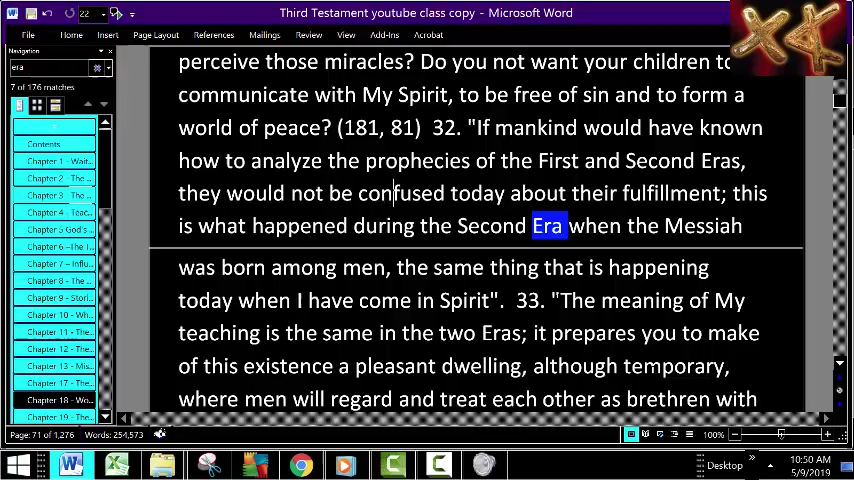 22
Third Testament youtube class copy - Microsoft Word
File Home Insert Page Layout References Mailings Review View Add-Ins Acrobat
Navigation
era
7 of 176 matches
Contents
Chapter 1 - Wait...
Chapter 2 - The ...
Chapter 3 - The ...
Chapter 4 - Teac...
Chapter 5 God's...
Chapter 6 –The T...
Chapter 7 - Influ...
Chapter 8 - The ...
Chapter 9 - Stori...
Chapter 10 - Wh...
Chapter 11 - The...
Chapter 12 - The...
Chapter 13 - Mis...
Chapter 17 - The...
Chapter 18 - Wo...
Chapter 19 - The...
perceive those miracles? Do you not want your children to
communicate with My Spirit, to be free of sin and to form a
world of peace? (181, 81) 32. "If mankind would have known
how to analyze the prophecies of the First and Second Eras,
they would not be confused today about their fulfillment; this
is what happened during the Second Era when the Messiah
was born among men, the same thing that is happening
today when I have come in Spirit". 33. "The meaning of My
teaching is the same in the two Eras; it prepares you to make
of this existence a pleasant dwelling, although temporary,
where men will regard and treat each other as brethren with
Page: 71 of 1,276 Words: 254,573
100%
Desktop
10:50 AM
5/9/2019